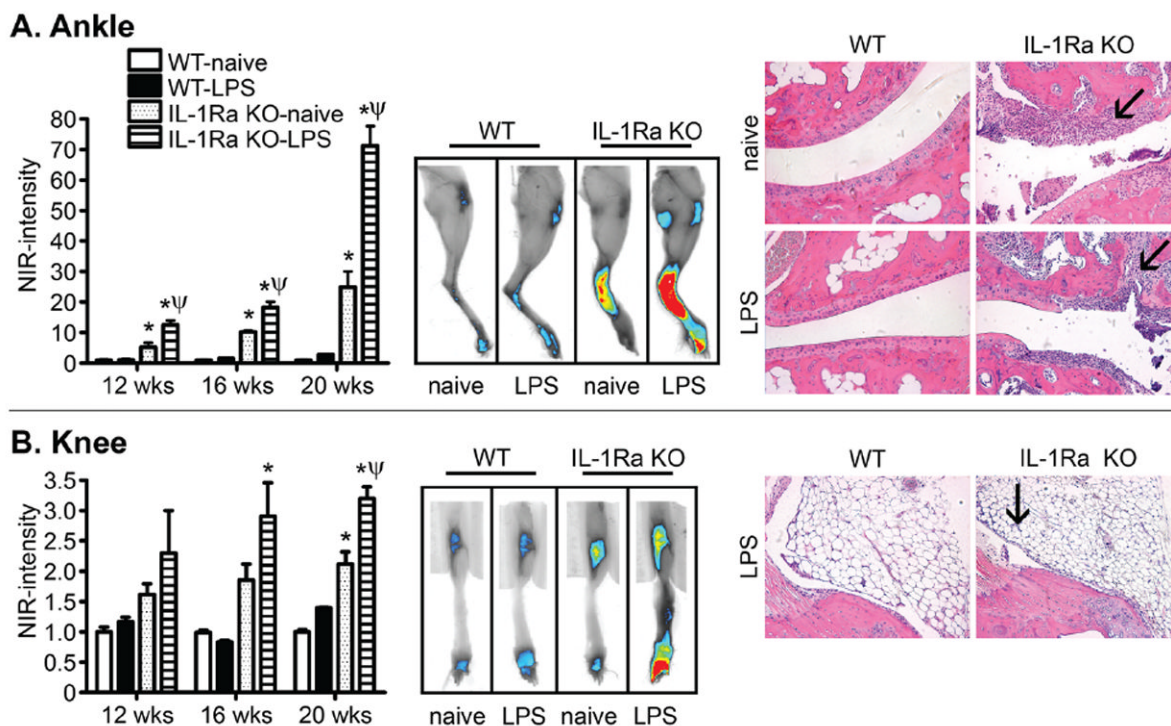 A. Ankle
WT-naive
WT-LPS
IL-1Ra KO-naive
IL-1Ra KO-LPS
NIR-intensity
80
70
60
50
40
30
20
10
0
*
*ψ
*
*ψ
*
*ψ
12 wks 16 wks 20 wks
WT IL-1Ra KO
naive LPS naive LPS
WT IL-1Ra KO
naive
LPS
B. Knee
NIR-intensity
3.5
3.0
2.5
2.0
1.5
1.0
0.5
0
*
*
*ψ
12 wks 16 wks 20 wks
WT IL-1Ra KO
naive LPS naive LPS
WT IL-1Ra KO
LPS